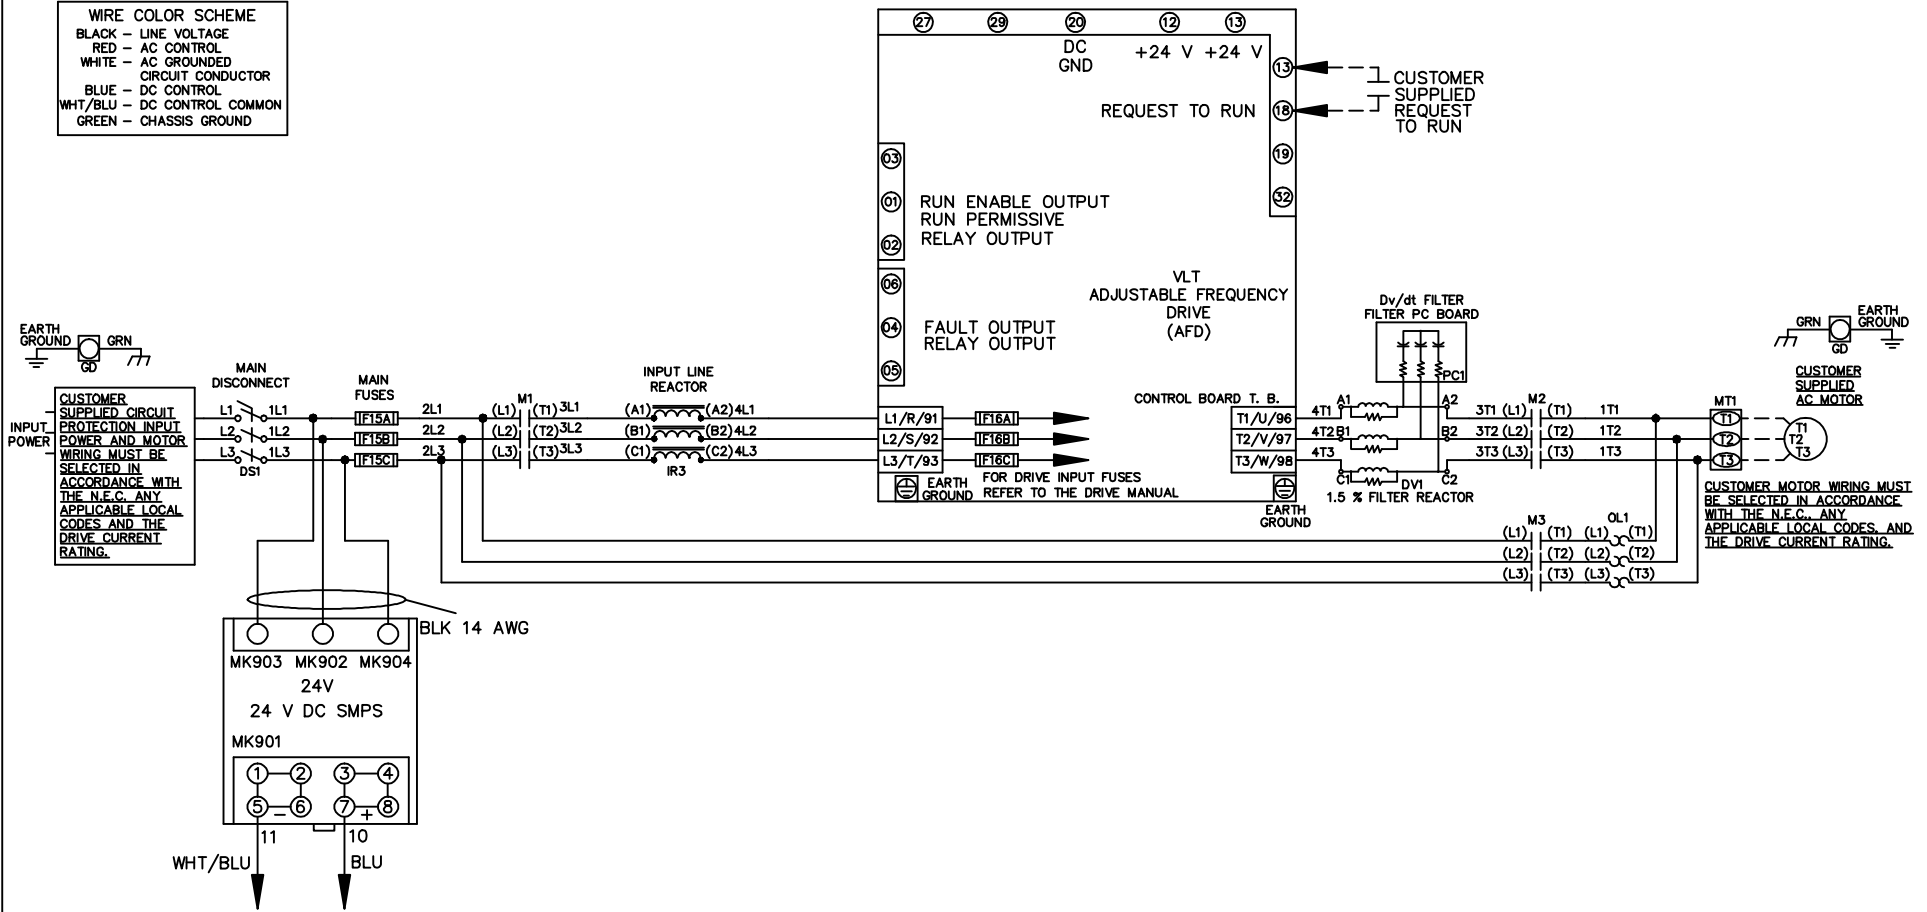 WIRE COLOR SCHEME
BLACK – LINE VOLTAGE
RED – AC CONTROL
WHITE – AC GROUNDED
CIRCUIT CONDUCTOR
BLUE – DC CONTROL
WHT/BLU – DC CONTROL COMMON
GREEN – CHASSIS GROUND
27 29 20 12 13
DC
GND
+24 V +24 V
13
18
19
32
REQUEST TO RUN
CUSTOMER
SUPPLIED
REQUEST
TO RUN
03
01
02
RUN ENABLE OUTPUT
RUN PERMISSIVE
RELAY OUTPUT
06
04
05
FAULT OUTPUT
RELAY OUTPUT
VLT
ADJUSTABLE FREQUENCY
DRIVE
(AFD)
CONTROL BOARD T. B.
EARTH
GROUND
GRN
GD
INPUT
POWER
CUSTOMER
SUPPLIED CIRCUIT
PROTECTION INPUT
POWER AND MOTOR
WIRING MUST BE
SELECTED IN
ACCORDANCE WITH
THE N.E.C. ANY
APPLICABLE LOCAL
CODES AND THE
DRIVE CURRENT
RATING.
MAIN
DISCONNECT
L1 1L1
L2 1L2
L3 1L3
DS1
MAIN
FUSES
F15A
F15B
F15C
2L1
2L2
2L3
M1
(L1) (T1) 3L1
(L2) (T2) 3L2
(L3) (T3) 3L3
INPUT LINE
REACTOR
(A1) (A2) 4L1
(B1) (B2) 4L2
(C1) (C2) 4L3
IR3
L1/R/91
L2/S/92
L3/T/93
F16A
F16B
F16C
EARTH
GROUND
FOR DRIVE INPUT FUSES
REFER TO THE DRIVE MANUAL
T1/U/96
T2/V/97
T3/W/98
EARTH
GROUND
Dv/dt FILTER
FILTER PC BOARD
PC1
4T1 A1 A2
4T2 B1 B2
4T3 C1 C2
DV1
1.5 % FILTER REACTOR
M2
3T1 (L1) (T1) 1T1
3T2 (L2) (T2) 1T2
3T3 (L3) (T3) 1T3
MT1
T1
T2
T3
T1
T2
T3
GRN
EARTH
GROUND
GD
CUSTOMER
SUPPLIED
AC MOTOR
CUSTOMER MOTOR WIRING MUST
BE SELECTED IN ACCORDANCE
WITH THE N.E.C., ANY
APPLICABLE LOCAL CODES, AND
THE DRIVE CURRENT RATING.
M3 OL1
(L1) (T1) (L1) (T1)
(L2) (T2) (L2) (T2)
(L3) (T3) (L3) (T3)
BLK 14 AWG
MK903 MK902 MK904
24V
24 V DC SMPS
MK901
1 2 3 4
5 6 7 8
– +
11 10
WHT/BLU BLU